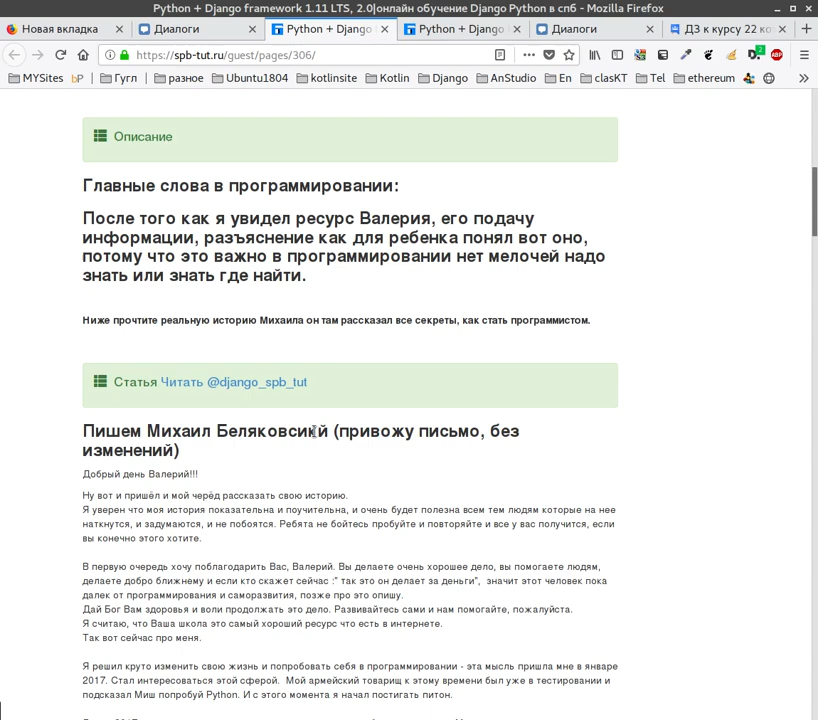 Python + Django framework 1.11 LTS, 2.0|онлайн обучение Django Python в спб - Mozilla Firefox
Новая вкладка
Диалоги
Python + Django
Python + Django
Диалоги
ДЗ к курсу 22 ко
https://spb-tut.ru/guest/pages/306/
MYSites
bP
Гугл
разное
Ubuntu1804
kotlinsite
Kotlin
Django
AnStudio
En
clasKT
Tel
ethereum
Описание
Главные слова в программировании:
После того как я увидел ресурс Валерия, его подачу
информации, разъяснение как для ребенка понял вот оно,
потому что это важно в программировании нет мелочей надо
знать или знать где найти.
Ниже прочтите реальную историю Михаила он там рассказал все секреты, как стать программистом.
Статья Читать @django_spb_tut
Пишем Михаил Беляковсикй (привожу письмо, без
изменений)
Добрый день Валерий!!!
Ну вот и пришёл и мой черёд рассказать свою историю.
Я уверен что моя история показательна и поучительна, и очень будет полезна всем тем людям которые на нее
наткнутся, и задумаются, и не побоятся. Ребята не бойтесь пробуйте и повторяйте и все у вас получится, если
вы конечно этого хотите.
В первую очередь хочу поблагодарить Вас, Валерий. Вы делаете очень хорошее дело, вы помогаете людям,
делаете добро ближнему и если кто скажет сейчас :" так это он делает за деньги", значит этот человек пока
далек от программирования и саморазвития, позже про это опишу.
Дай Бог Вам здоровья и воли продолжать это дело. Развивайтесь сами и нам помогайте, пожалуйста.
Я считаю, что Ваша школа это самый хороший ресурс что есть в интернете.
Так вот сейчас про меня.
Я решил круто изменить свою жизнь и попробовать себя в программировании - эта мысль пришла мне в январе
2017. Стал интересоваться этой сферой. Мой армейский товарищ к этому времени был уже в тестировании и
подсказал Миш попробуй Python. И с этого момента я начал постигать питон.